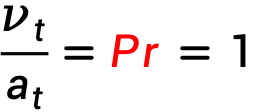 ν_t / a_t = Pr = 1